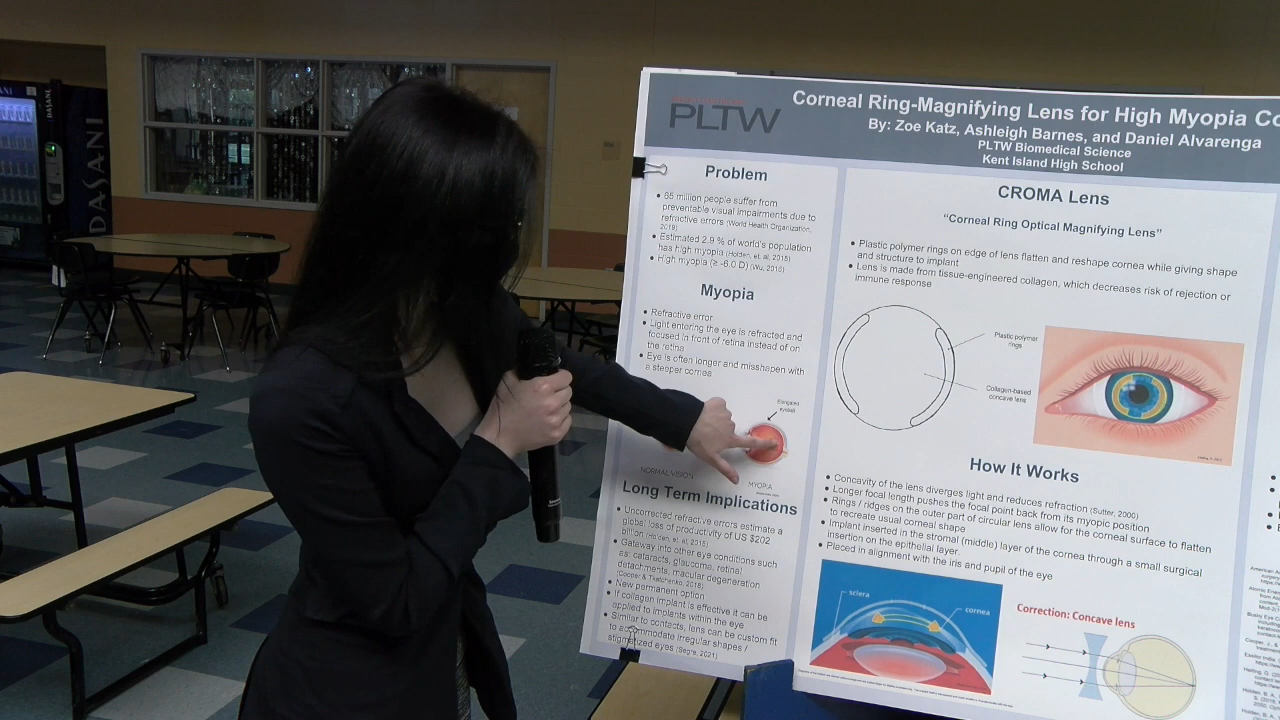 DASANI
DASANI
PLTW
Corneal Ring-Magnifying Lens for High Myopia Co
By: Zoe Katz, Ashleigh Barnes, and Daniel Alvarenga
PLTW Biomedical Science
Kent Island High School
Problem
• 65 million people suffer from
preventable visual impairments due to
refractive errors (World Health Organization,
2019)
• Estimated 2.9 % of world's population
has high myopia (Holden, et. al, 2015)
• High myopia (≥ -6.0 D) (Wu, 2016)
Myopia
• Refractive error
• Light entering the eye is refracted and
focused in front of retina instead of on
the retina
• Eye is often longer and misshapen with
a steeper cornea
Elongated
eyeball
NORMAL VISION
MYOPIA
Long Term Implications
• Uncorrected refractive errors estimate a
global loss of productivity of US $202
billion (Holden, et. al, 2015)
• Gateway into other eye conditions such
as: cataracts, glaucoma, retinal
detachments, macular degeneration
(Cooper & Tkatchenko, 2018)
• New permanent option
• If collagen implant is effective it can be
applied to implants within the eye
• Similar to contacts, lens can be custom fit
to accommodate irregular shapes /
stigmatized eyes (Segre, 2021)
CROMA Lens
"Corneal Ring Optical Magnifying Lens"
• Plastic polymer rings on edge of lens flatten and reshape cornea while giving shape
and structure to implant
• Lens is made from tissue-engineered collagen, which decreases risk of rejection or
immune response
Plastic polymer
rings
Collagen-based
concave lens
How It Works
• Concavity of the lens diverges light and reduces refraction (Sutter, 2000)
• Longer focal length pushes the focal point back from its myopic position
• Rings / ridges on the outer part of circular lens allow for the corneal surface to flatten
to recreate usual corneal shape
• Implant inserted in the stromal (middle) layer of the cornea through a small surgical
insertion on the epithelial layer.
• Placed in alignment with the iris and pupil of the eye
sclera
cornea
Correction: Concave lens